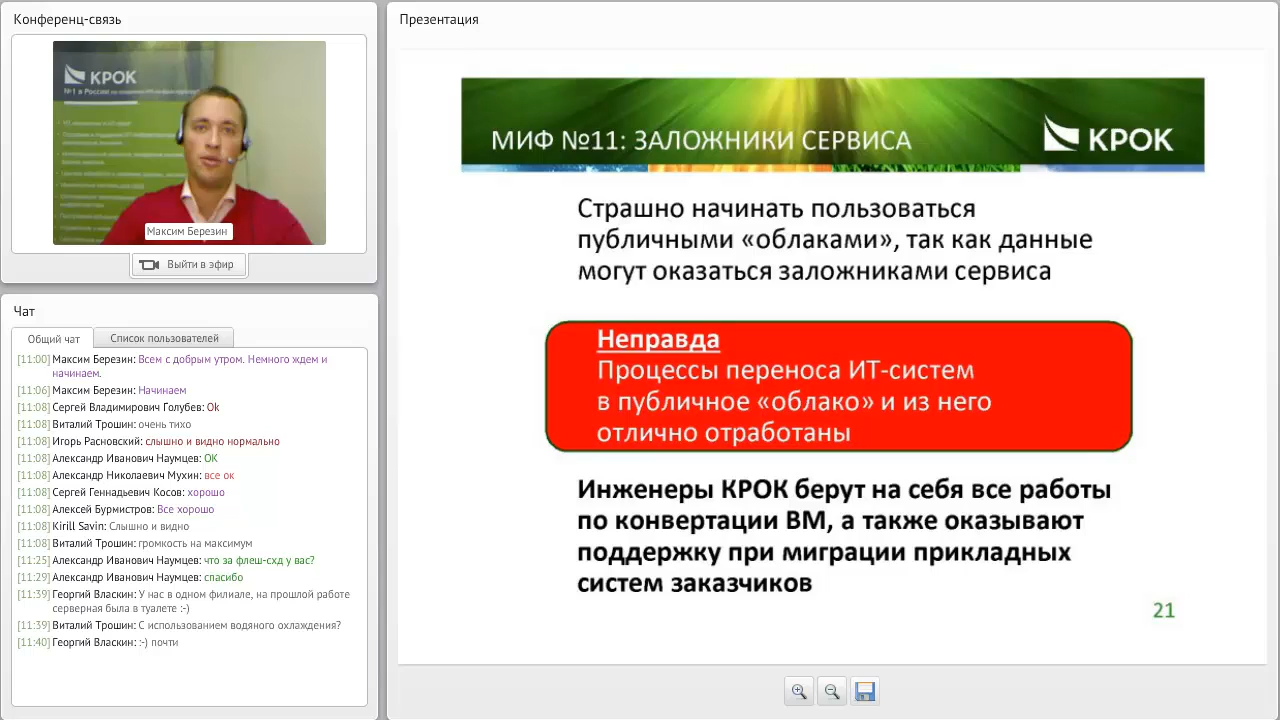 Конференц-связь
КРОК
№1 в России
Максим Березин
Выйти в эфир
Чат
Общий чат
Список пользователей
[11:00] Максим Березин: Всем с добрым утром. Немного ждем и
начинаем.
[11:06] Максим Березин: Начинаем
[11:08] Сергей Владимирович Голубев: Ok
[11:08] Виталий Трошин: очень тихо
[11:08] Игорь Расновский: слышно и видно нормально
[11:08] Александр Иванович Наумцев: ОК
[11:08] Александр Николаевич Мухин: все ок
[11:08] Сергей Геннадьевич Косов: хорошо
[11:08] Алексей Бурмистров: Все хорошо
[11:08] Kirill Savin: Слышно и видно
[11:08] Виталий Трошин: громкость на максимум
[11:25] Александр Иванович Наумцев: что за флеш-схд у вас?
[11:29] Александр Иванович Наумцев: спасибо
[11:39] Георгий Власкин: У нас в одном филиале, на прошлой работе
серверная была в туалете :-)
[11:39] Виталий Трошин: С использованием водяного охлаждения?
[11:40] Георгий Власкин: :-) почти
Презентация
МИФ №11: ЗАЛОЖНИКИ СЕРВИСА
КРОК
Страшно начинать пользоваться
публичными «облаками», так как данные
могут оказаться заложниками сервиса
Неправда
Процессы переноса ИТ-систем
в публичное «облако» и из него
отлично отработаны
Инженеры КРОК берут на себя все работы
по конвертации ВМ, а также оказывают
поддержку при миграции прикладных
систем заказчиков
21